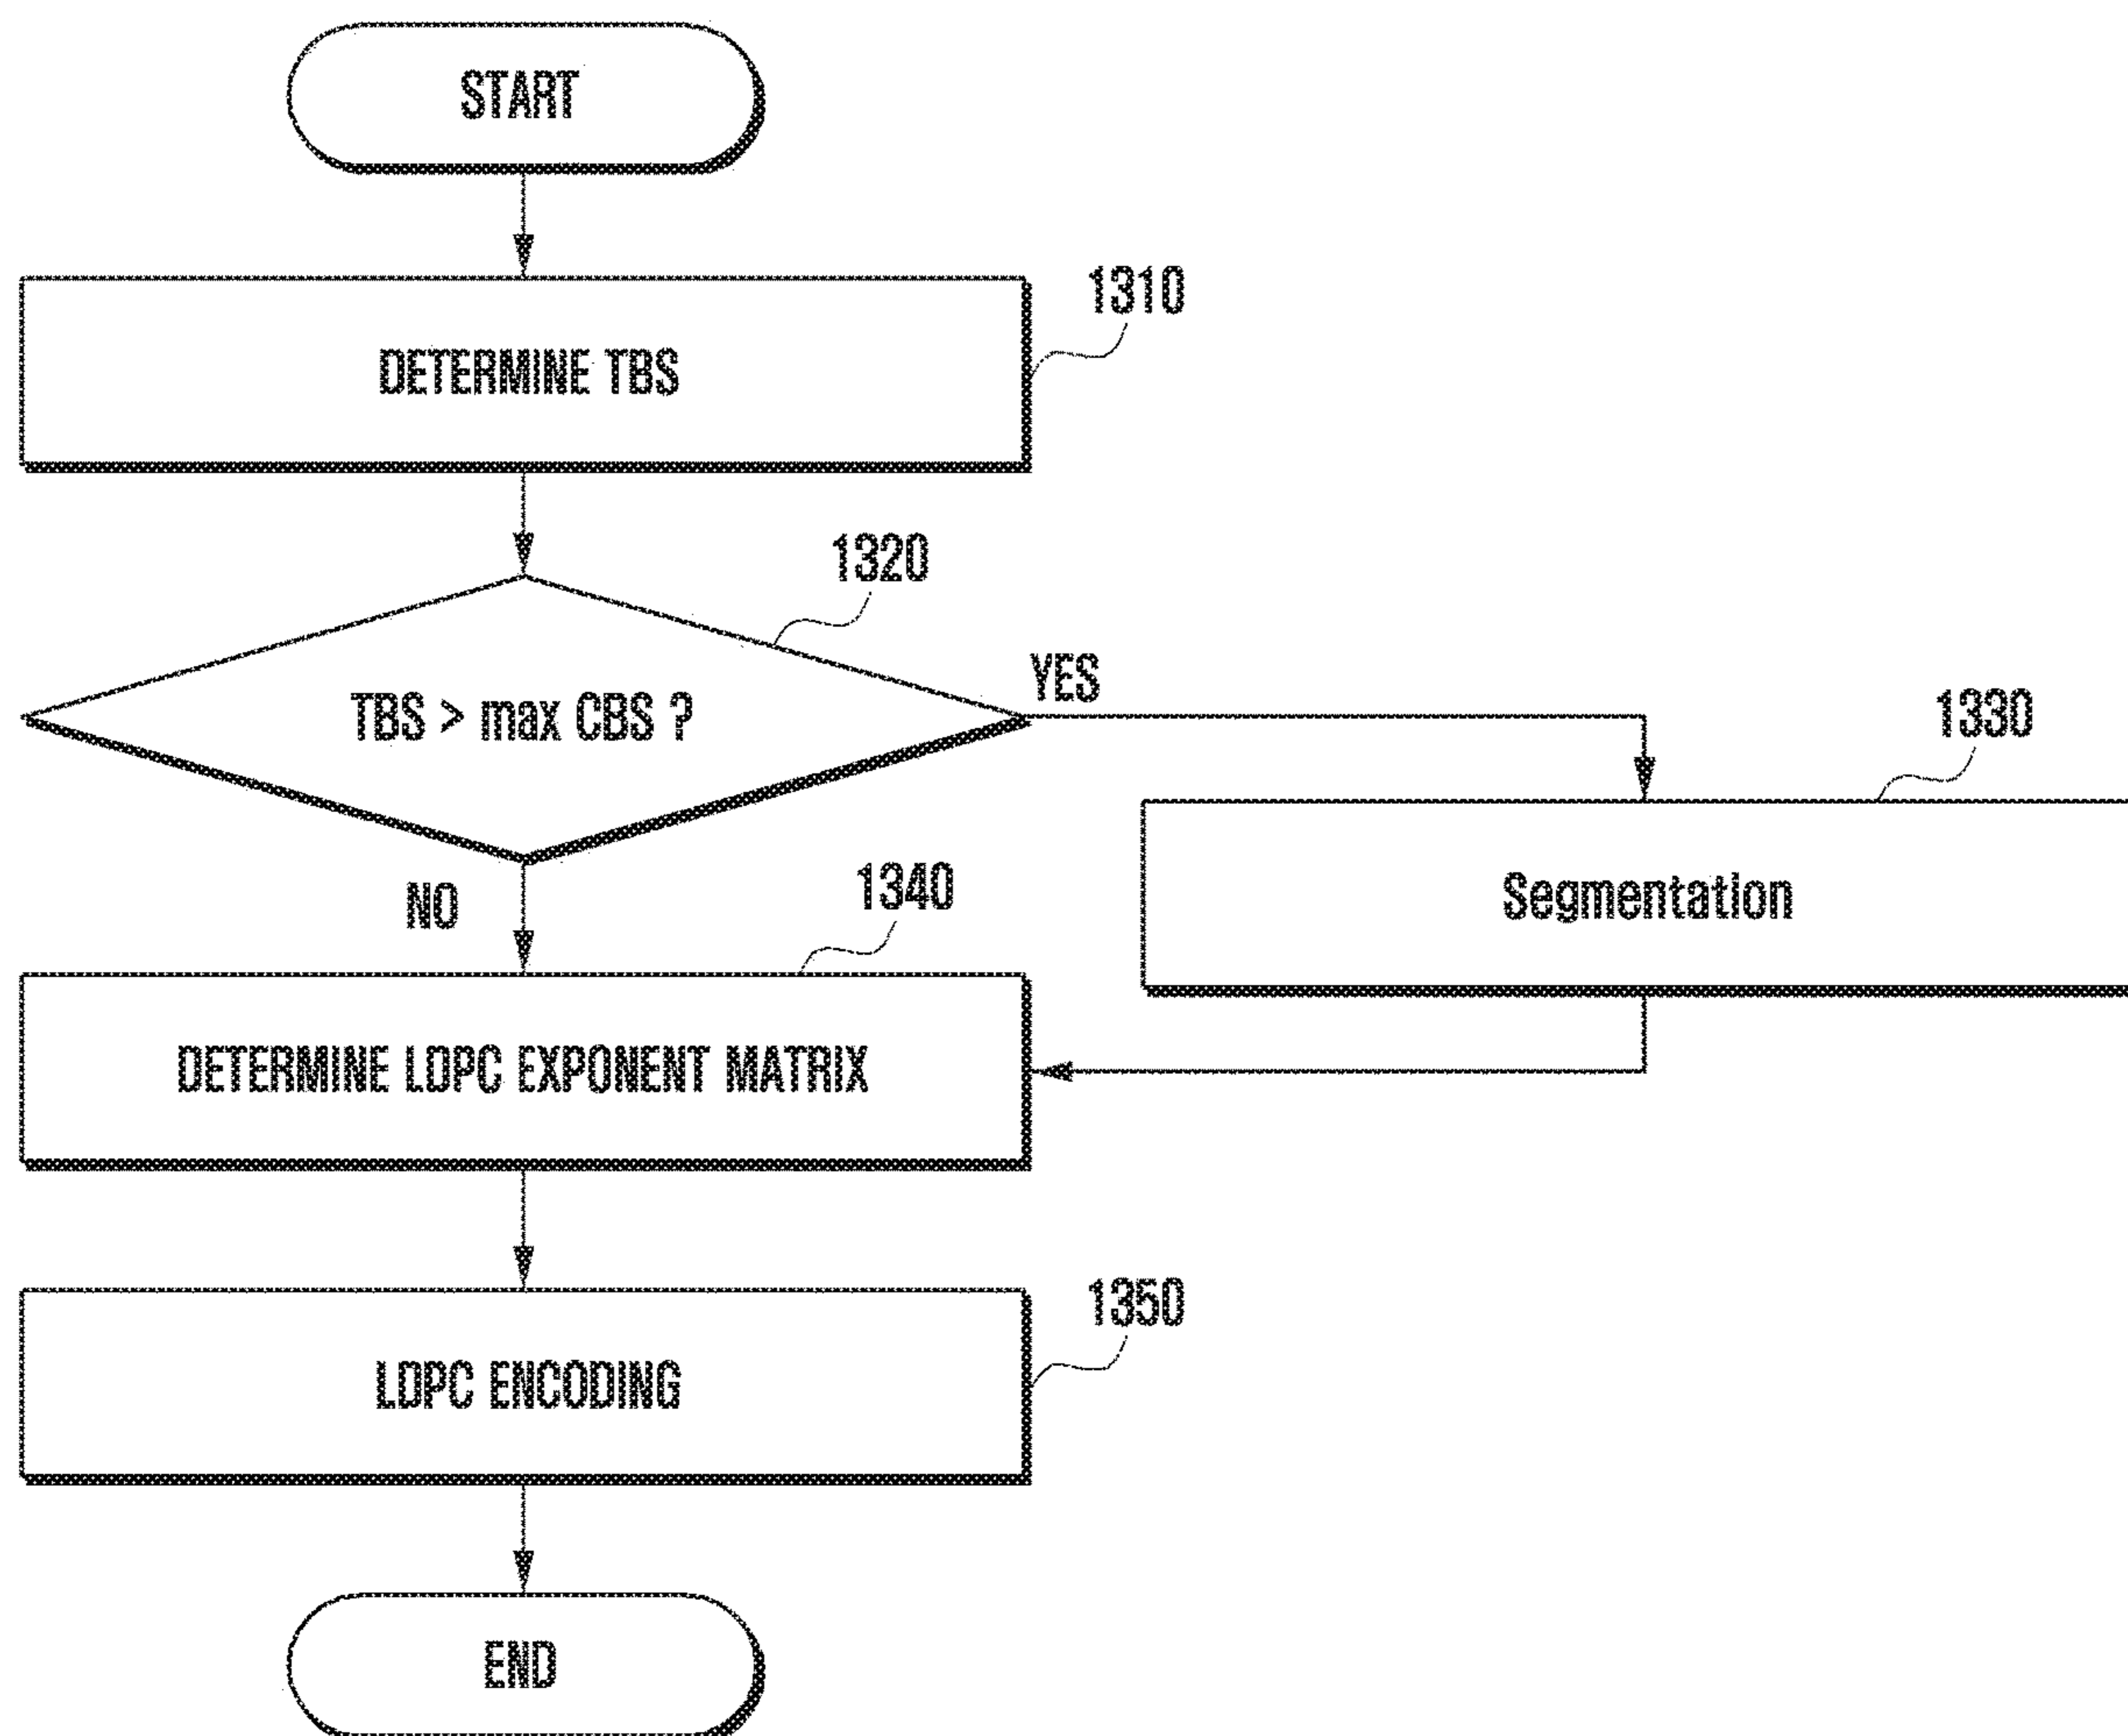 START
1310
DETERMINE TBS
1320
TBS > max CBS ?
YES
1330
Segmentation
NO
1340
DETERMINE LDPC EXPONENT MATRIX
1350
LDPC ENCODING
END